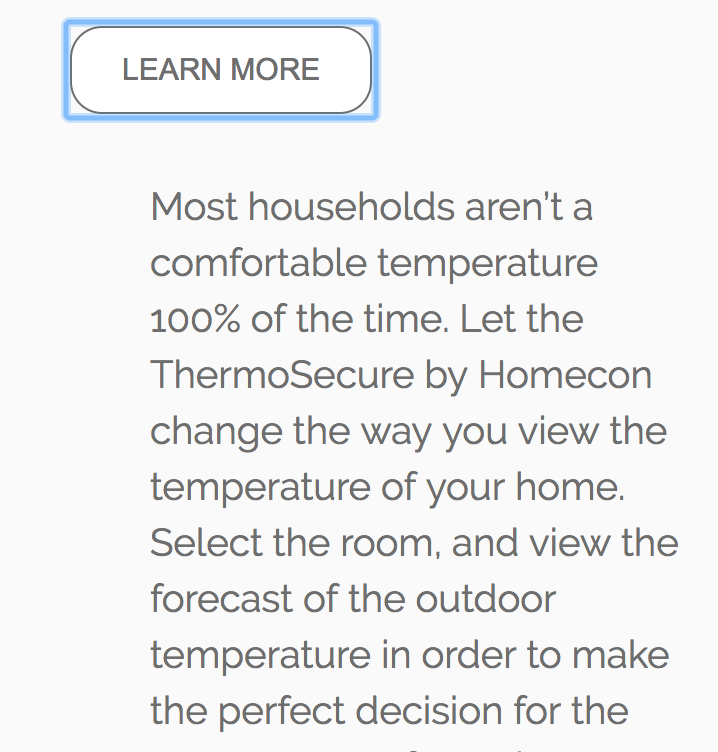 LEARN MORE
Most households aren’t a
comfortable temperature
100% of the time. Let the
ThermoSecure by Homecon
change the way you view the
temperature of your home.
Select the room, and view the
forecast of the outdoor
temperature in order to make
the perfect decision for the